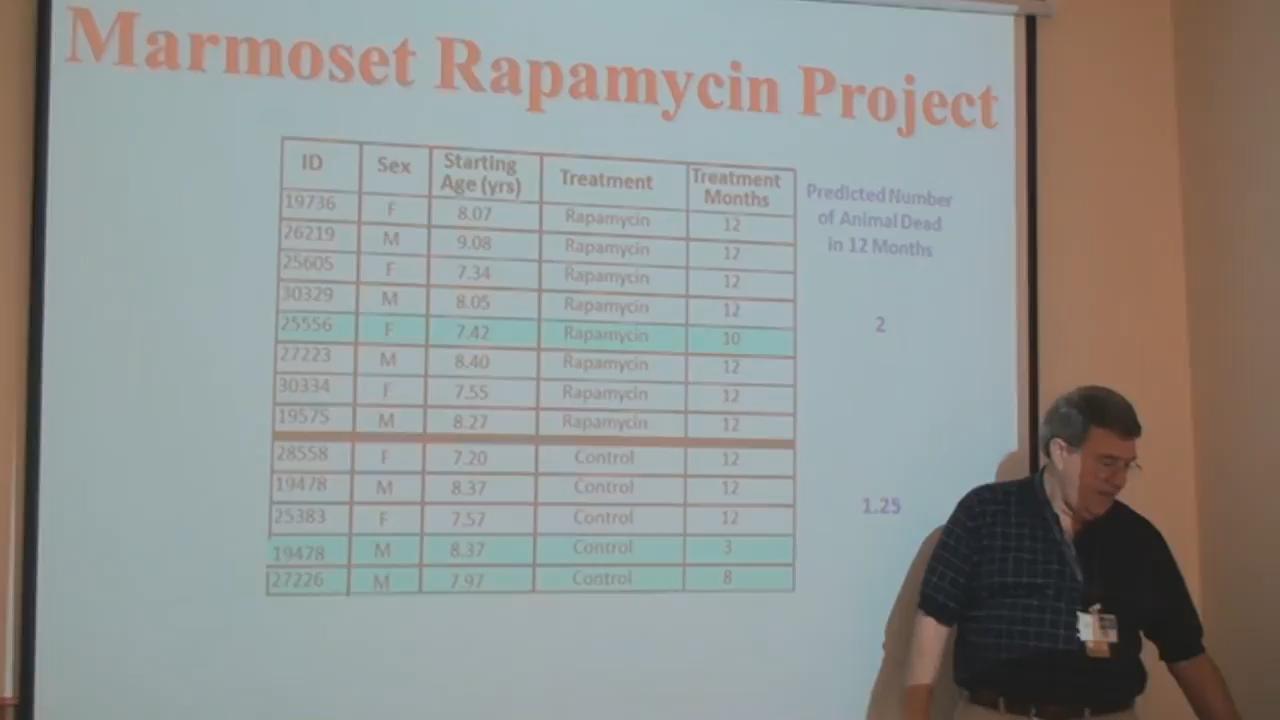 Marmoset Rapamycin Project
ID Sex Starting Age (yrs) Treatment Treatment Months
19736 F 8.07 Rapamycin 12
26219 M 9.08 Rapamycin 12
25605 F 7.34 Rapamycin 12
30329 M 8.05 Rapamycin 12
25556 F 7.42 Rapamycin 10
27223 M 8.40 Rapamycin 12
30334 F 7.55 Rapamycin 12
19575 M 8.27 Rapamycin 12
28558 F 7.20 Control 12
19478 M 8.37 Control 12
25383 F 7.57 Control 12
19478 M 8.37 Control 3
27226 M 7.97 Control 8
Predicted Number
of Animal Dead
in 12 Months
2
1.25